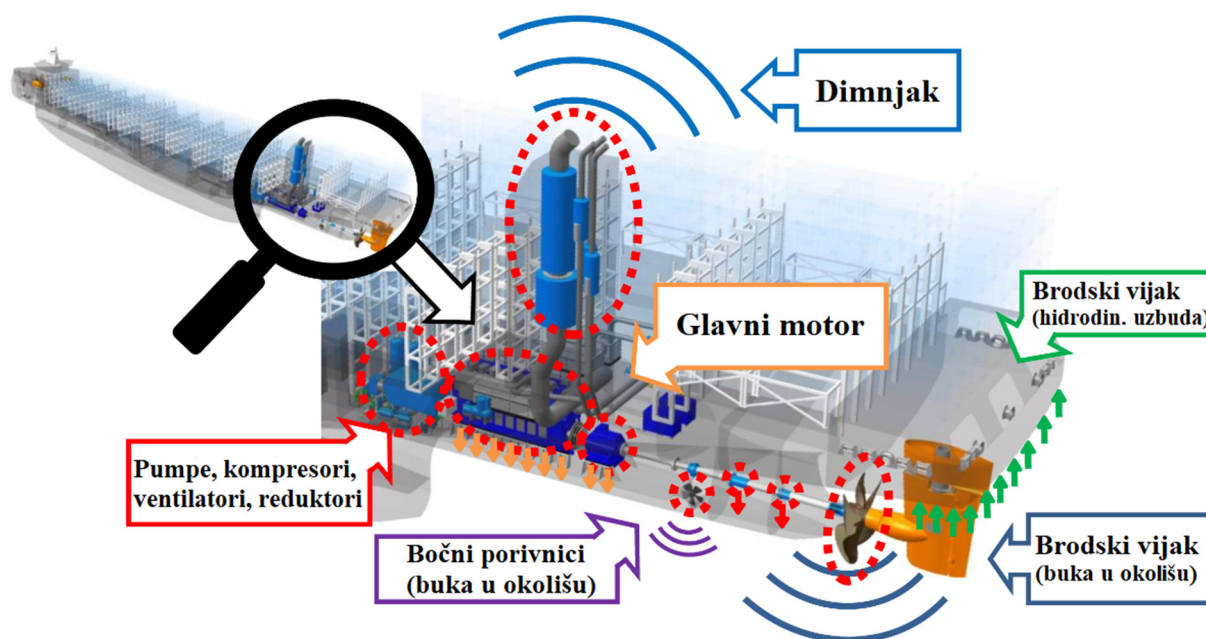 Dimnjak
Brodski vijak
(hidrodin. uzbuda)
Glavni motor
Pumpe, kompresori,
ventilatori, reduktori
Bočni porivnici
(buka u okolišu)
Brodski vijak
(buka u okolišu)